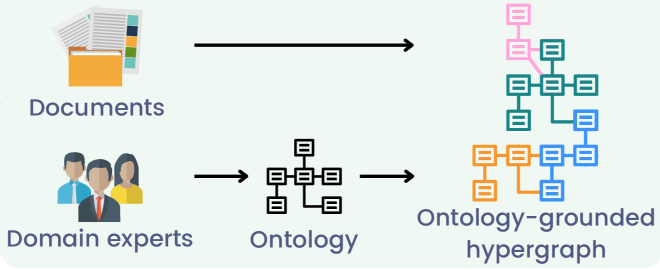 Documents
Domain experts
Ontology
Ontology-grounded
hypergraph